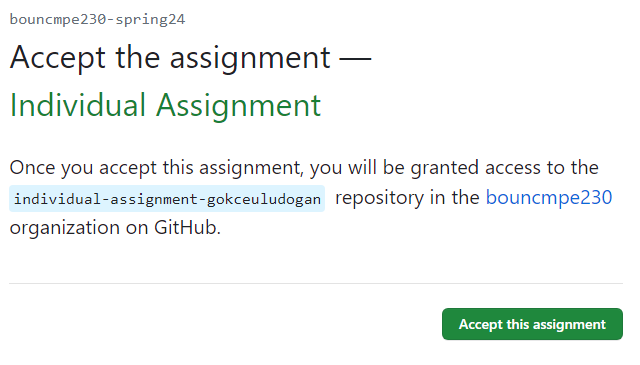 bouncmpe230-spring24
Accept the assignment —
Individual Assignment
Once you accept this assignment, you will be granted access to the
individual-assignment-gokceuludogan repository in the bouncmpe230
organization on GitHub.
Accept this assignment